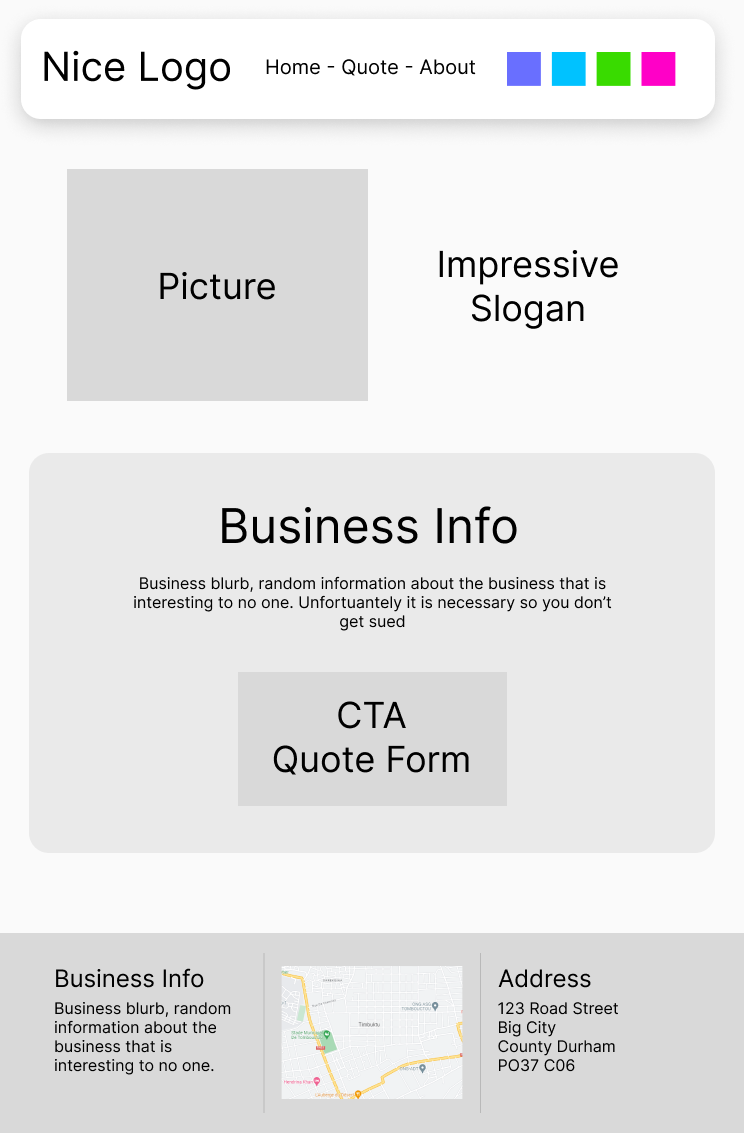 Nice Logo
Home - Quote - About
Picture
Impressive
Slogan
Business Info
Business blurb, random information about the business that is
interesting to no one. Unfortuantely it is necessary so you don’t
get sued
CTA
Quote Form
Business Info
Business blurb, random
information about the
business that is
interesting to no one.
Timbuktu
Address
123 Road Street
Big City
County Durham
PO37 C06